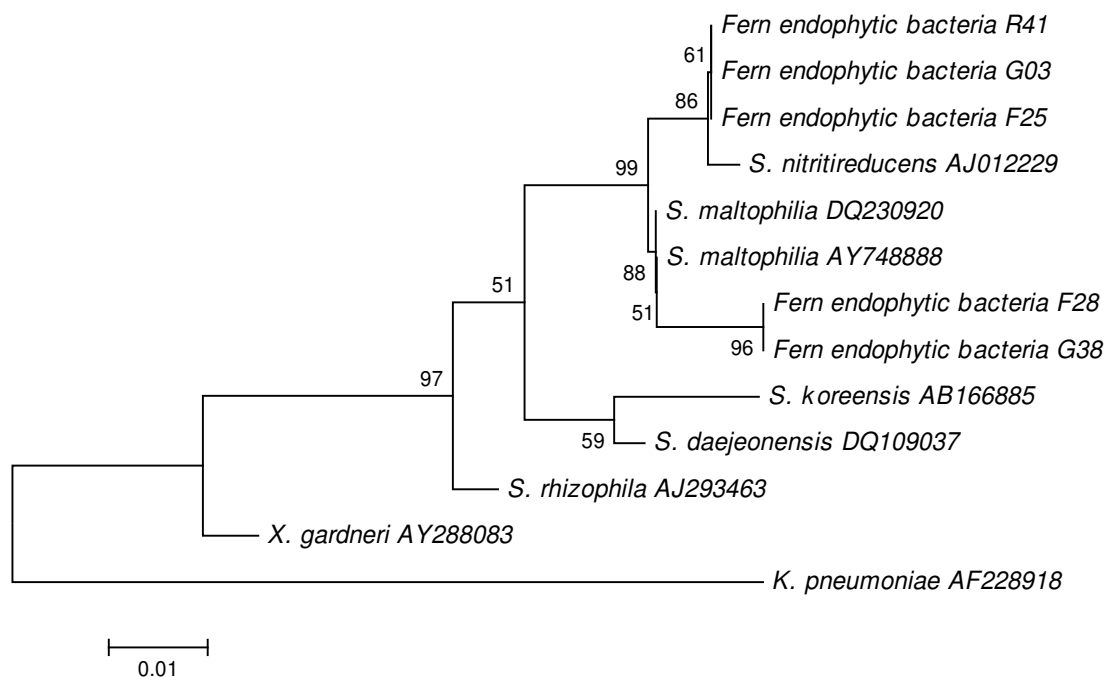 Fern endophytic bacteria R41
61
Fern endophytic bacteria G03
86
Fern endophytic bacteria F25
S. nitritireducens AJ012229
99
S. maltophilia DQ230920
S. maltophilia AY748888
88
51
Fern endophytic bacteria F28
51
96
Fern endophytic bacteria G38
97
S. koreensis AB166885
59
S. daejeonensis DQ109037
S. rhizophila AJ293463
X. gardneri AY288083
K. pneumoniae AF228918
0.01